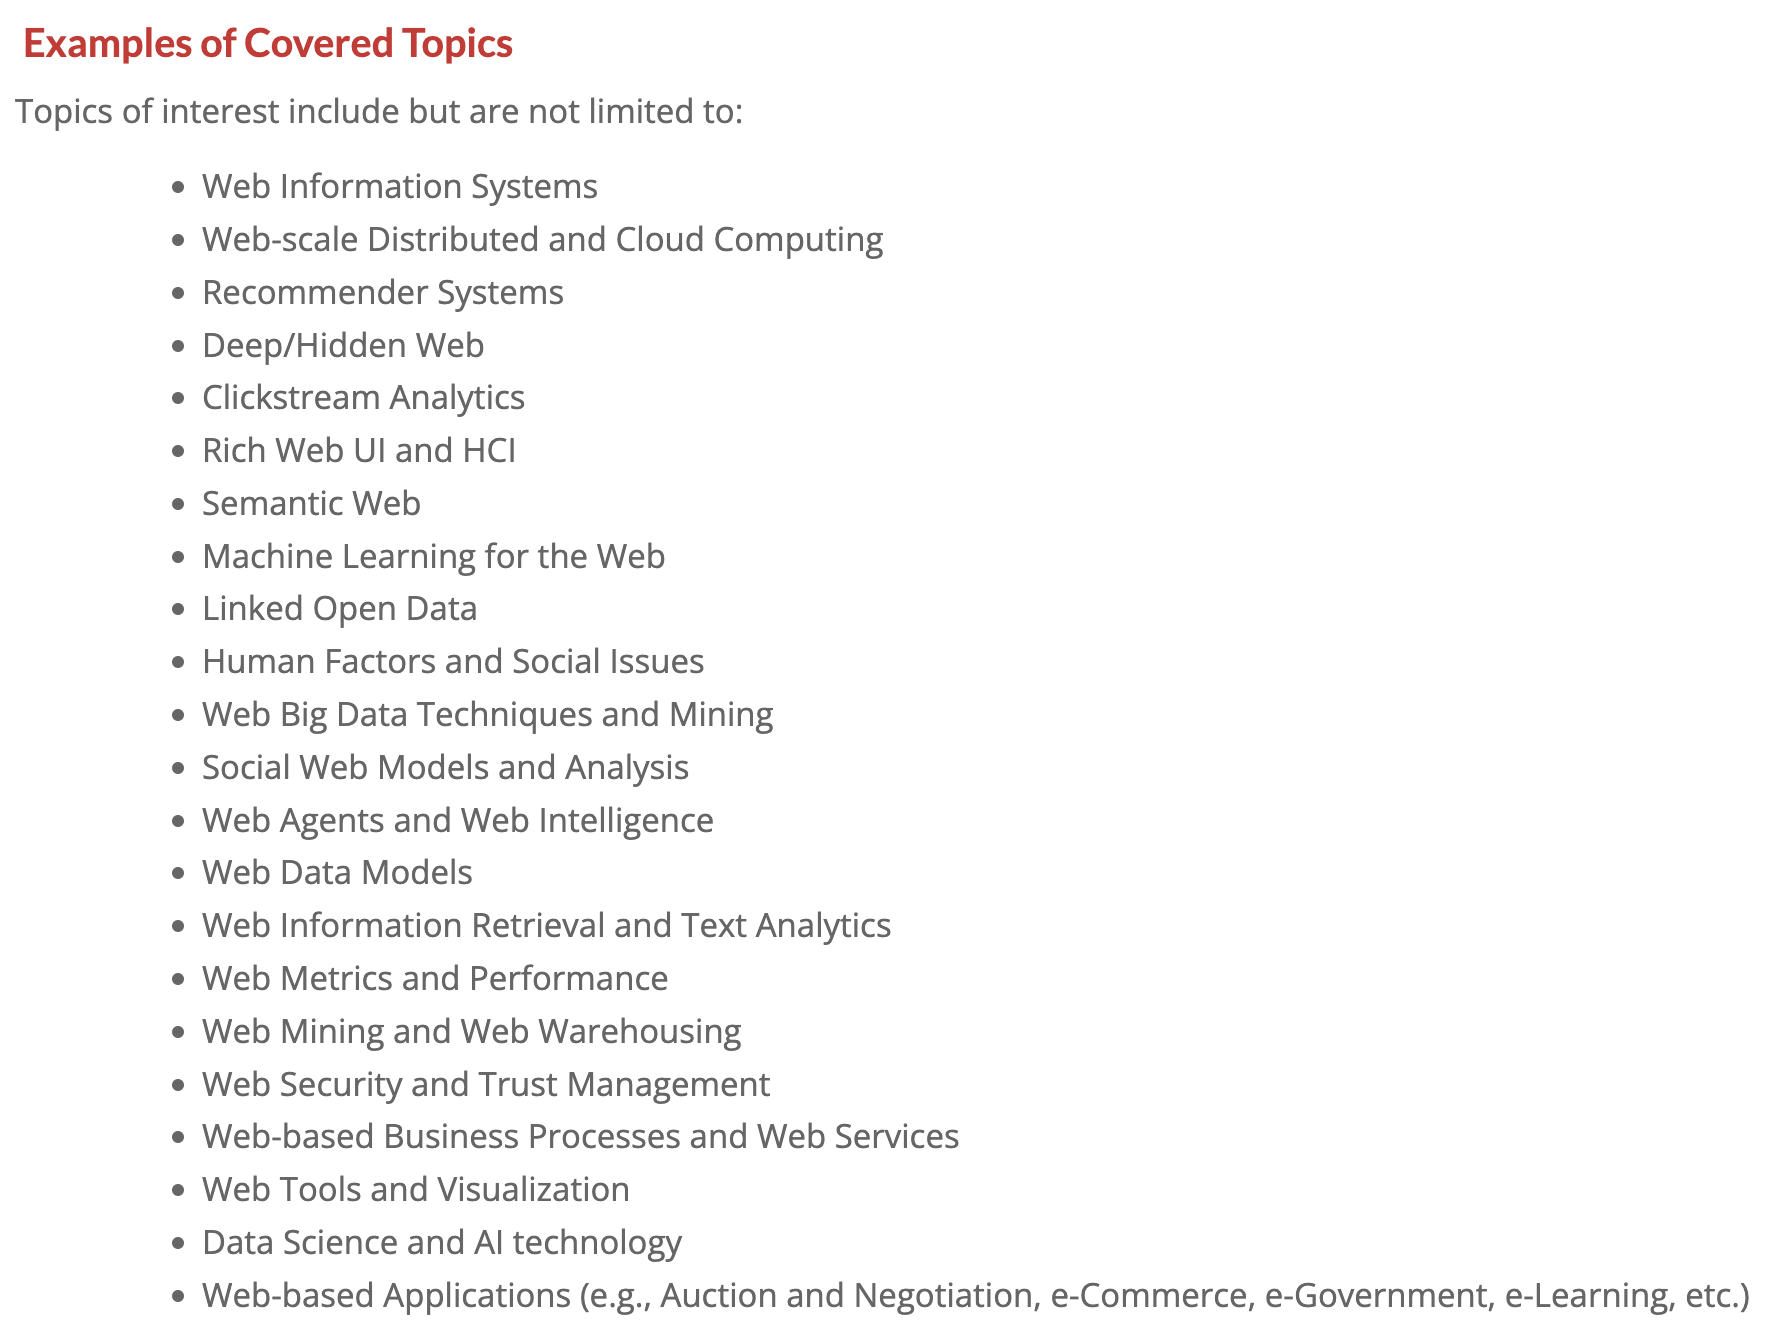 Examples of Covered Topics
Topics of interest include but are not limited to:
• Web Information Systems
• Web-scale Distributed and Cloud Computing
• Recommender Systems
• Deep/Hidden Web
• Clickstream Analytics
• Rich Web UI and HCI
• Semantic Web
• Machine Learning for the Web
• Linked Open Data
• Human Factors and Social Issues
• Web Big Data Techniques and Mining
• Social Web Models and Analysis
• Web Agents and Web Intelligence
• Web Data Models
• Web Information Retrieval and Text Analytics
• Web Metrics and Performance
• Web Mining and Web Warehousing
• Web Security and Trust Management
• Web-based Business Processes and Web Services
• Web Tools and Visualization
• Data Science and AI technology
• Web-based Applications (e.g., Auction and Negotiation, e-Commerce, e-Government, e-Learning, etc.)